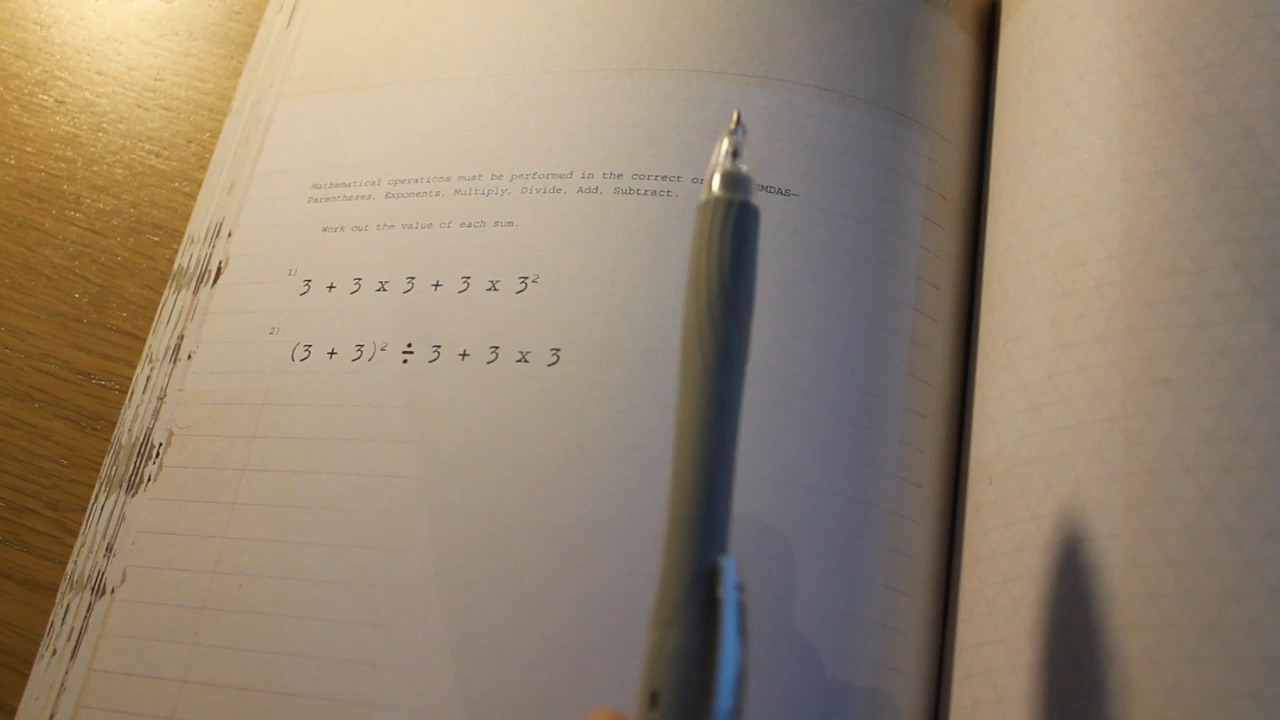 Mathematical operations must be performed in the correct
Parentheses, Exponents, Multiply, Divide, Add, Subtract.
Work out the value of each sum.
1) 3 + 3 x 3 + 3 x 3²
2) (3 + 3)² ÷ 3 + 3 x 3